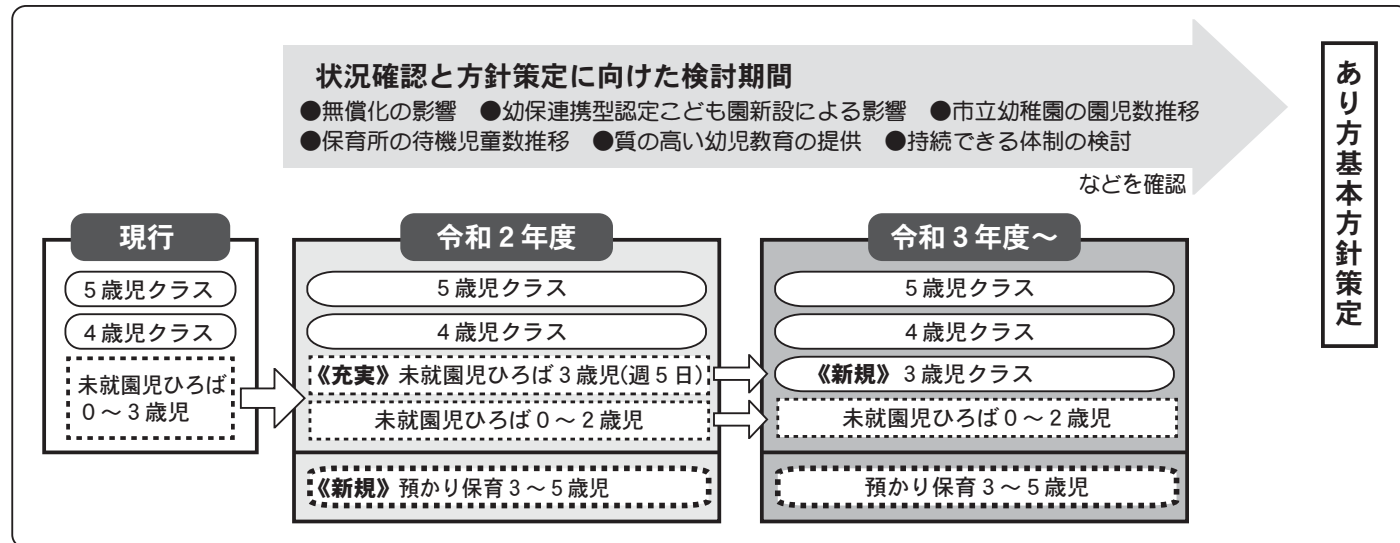 状況確認と方針策定に向けた検討期間
●無償化の影響 ●幼保連携型認定こども園新設による影響 ●市立幼稚園の園児数推移
●保育所の待機児童数推移 ●質の高い幼児教育の提供 ●持続できる体制の検討
などを確認
あり方基本方針策定
現行
5歳児クラス
4歳児クラス
未就園児ひろば
0〜3歳児
令和2年度
5歳児クラス
4歳児クラス
《充実》未就園児ひろば3歳児(週5日)
未就園児ひろば0〜2歳児
《新規》預かり保育3〜5歳児
令和3年度〜
5歳児クラス
4歳児クラス
《新規》3歳児クラス
未就園児ひろば0〜2歳児
預かり保育3〜5歳児